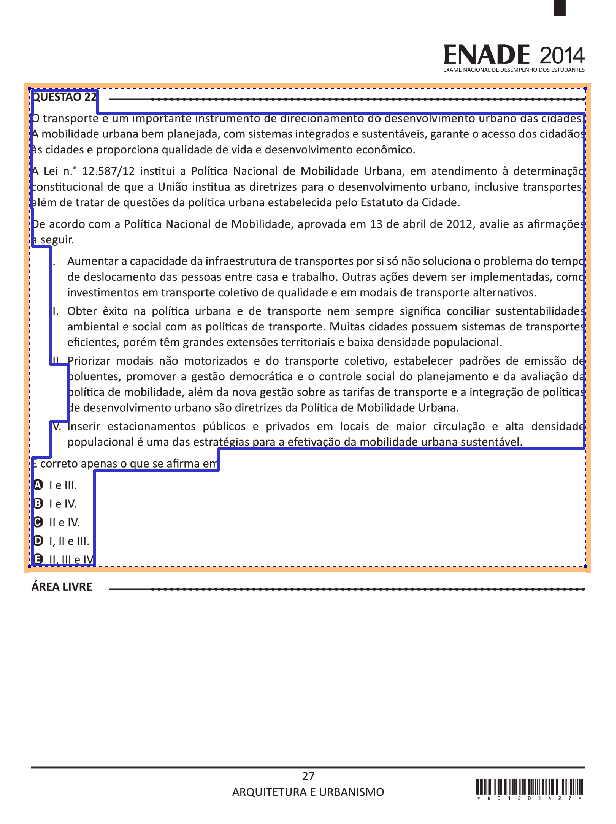 ENADE 2014
EXAME NACIONAL DE DESEMPENHO DOS ESTUDANTES
QUESTÃO 22
O transporte é um importante instrumento de direcionamento do desenvolvimento urbano das cidades.
A mobilidade urbana bem planejada, com sistemas integrados e sustentáveis, garante o acesso dos cidadãos
às cidades e proporciona qualidade de vida e desenvolvimento econômico.
A Lei n.° 12.587/12 institui a Política Nacional de Mobilidade Urbana, em atendimento à determinação
constitucional de que a União institua as diretrizes para o desenvolvimento urbano, inclusive transportes,
além de tratar de questões da política urbana estabelecida pelo Estatuto da Cidade.
De acordo com a Política Nacional de Mobilidade, aprovada em 13 de abril de 2012, avalie as afirmações
a seguir.
I. Aumentar a capacidade da infraestrutura de transportes por si só não soluciona o problema do tempo
de deslocamento das pessoas entre casa e trabalho. Outras ações devem ser implementadas, como
investimentos em transporte coletivo de qualidade e em modais de transporte alternativos.
II. Obter êxito na política urbana e de transporte nem sempre significa conciliar sustentabilidades
ambiental e social com as políticas de transporte. Muitas cidades possuem sistemas de transportes
eficientes, porém têm grandes extensões territoriais e baixa densidade populacional.
III. Priorizar modais não motorizados e do transporte coletivo, estabelecer padrões de emissão de
poluentes, promover a gestão democrática e o controle social do planejamento e da avaliação da
política de mobilidade, além da nova gestão sobre as tarifas de transporte e a integração de políticas
de desenvolvimento urbano são diretrizes da Política de Mobilidade Urbana.
IV. Inserir estacionamentos públicos e privados em locais de maior circulação e alta densidade
populacional é uma das estratégias para a efetivação da mobilidade urbana sustentável.
É correto apenas o que se afirma em
A I e III.
B I e IV.
C II e IV.
D I, II e III.
E II, III e IV
ÁREA LIVRE
27
ARQUITETURA E URBANISMO